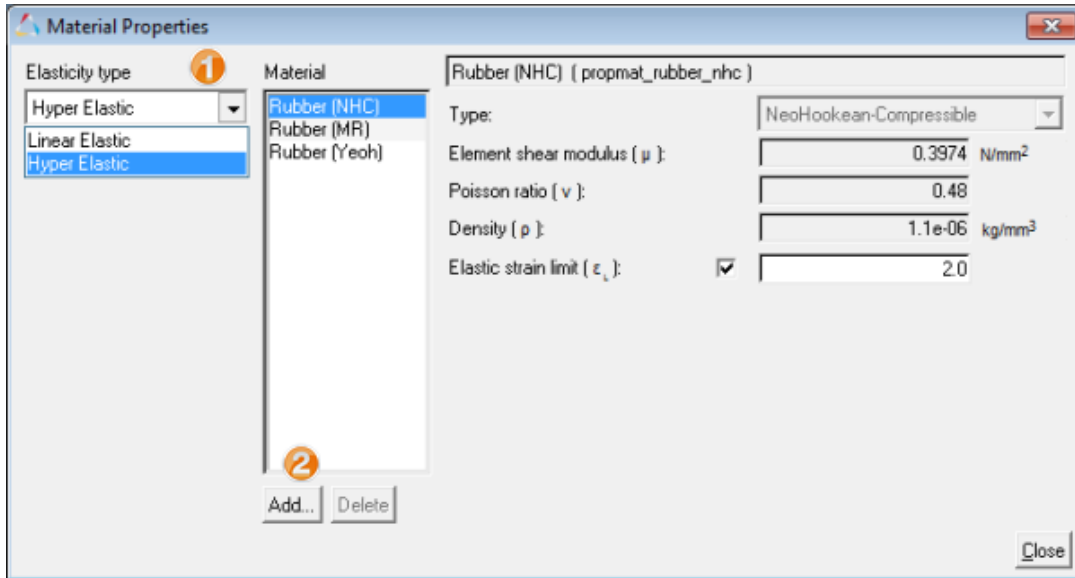 Material Properties
Elasticity type
1
Hyper Elastic
Linear Elastic
Hyper Elastic
Material
Rubber (NHC)
Rubber (MR)
Rubber (Yeoh)
2
Add...
Delete
Rubber (NHC) ( propmat_rubber_nhc )
Type: NeoHookean-Compressible
Element shear modulus ( μ ): 0.3974 N/mm²
Poisson ratio ( ν ): 0.48
Density ( ρ ): 1.1e-06 kg/mm³
Elastic strain limit ( ε꜀ ): 2.0
Close